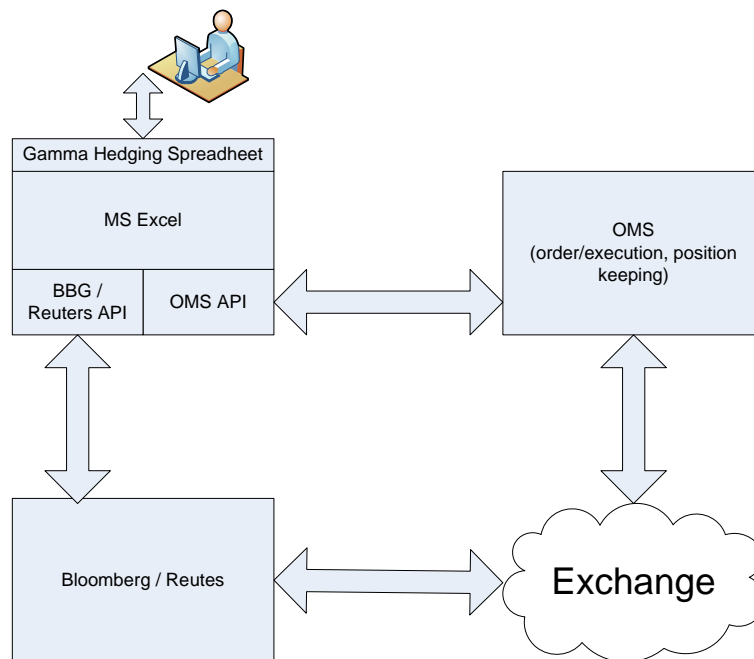 Gamma Hedging Spreadheet
MS Excel
BBG /
Reuters API
OMS API
OMS
(order/execution, position
keeping)
Bloomberg / Reutes
Exchange